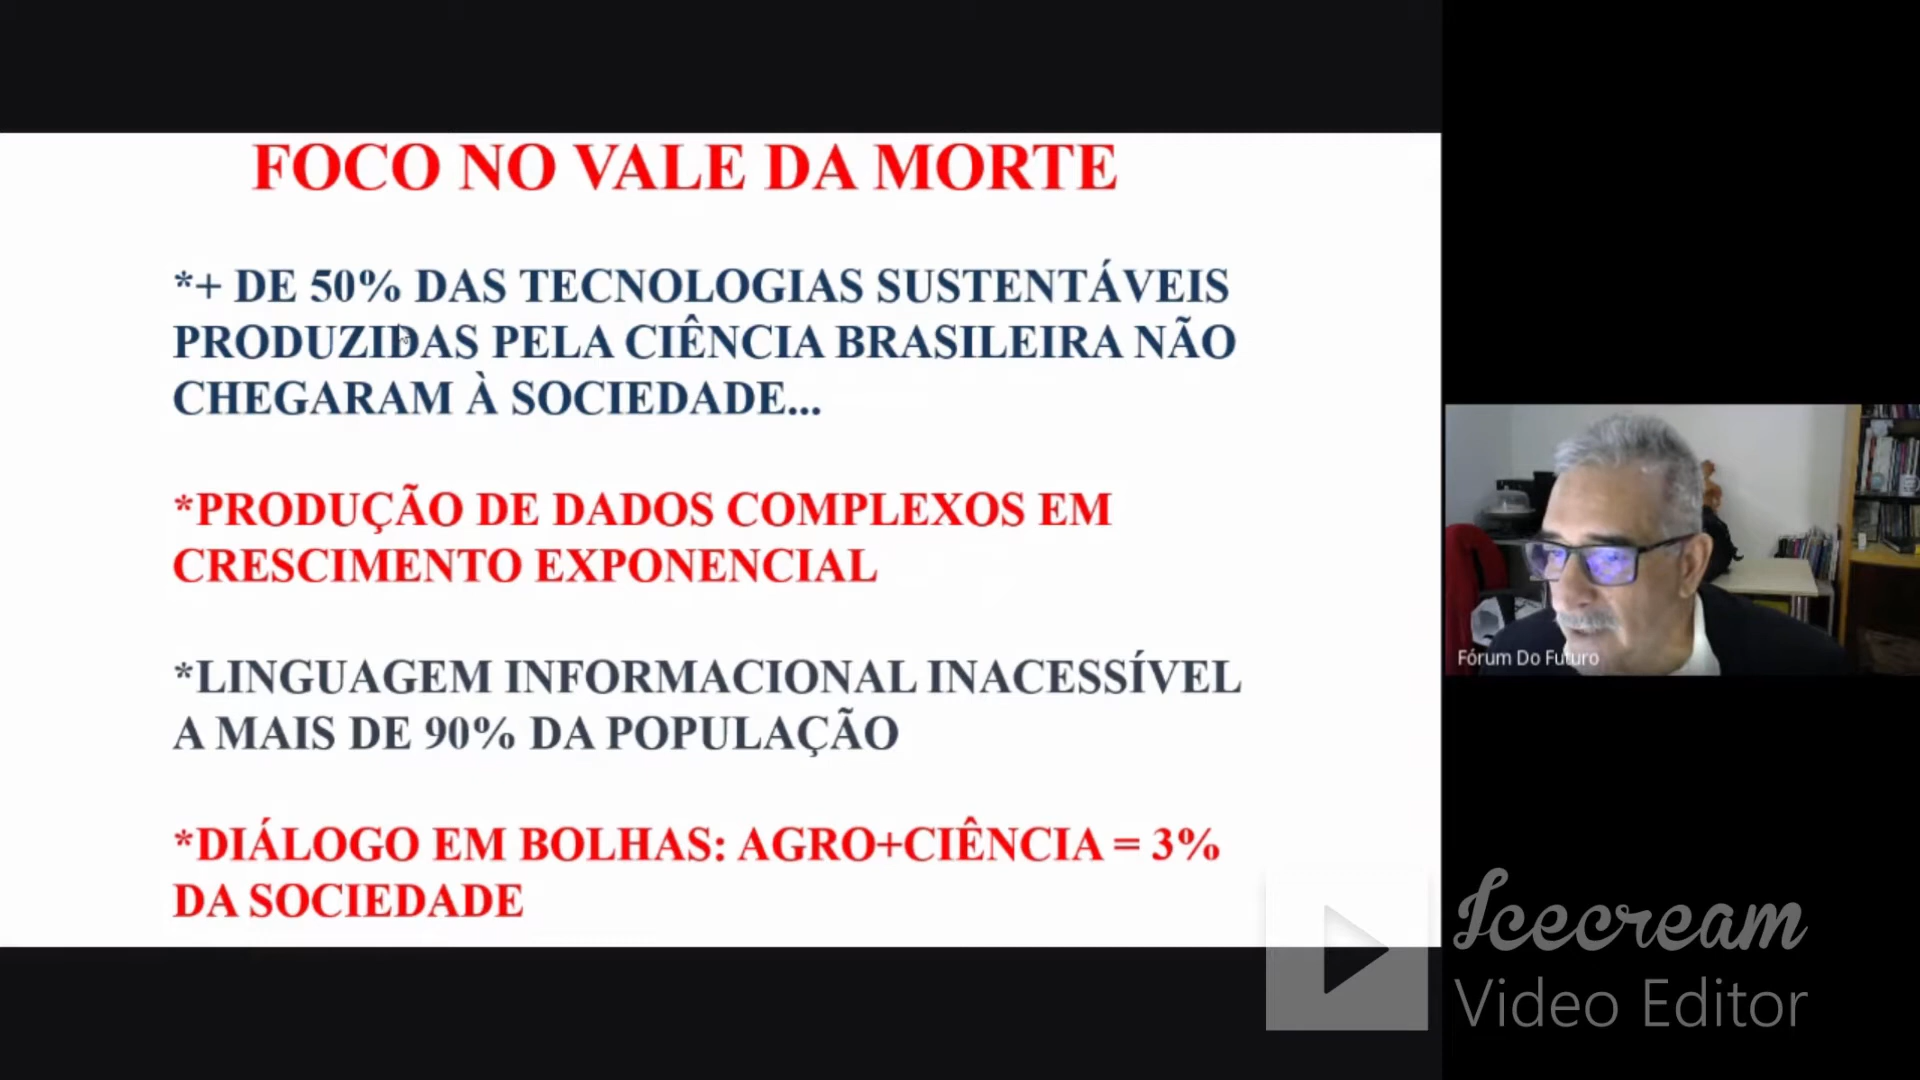 FOCO NO VALE DA MORTE
*+ DE 50% DAS TECNOLOGIAS SUSTENTÁVEIS
PRODUZIDAS PELA CIÊNCIA BRASILEIRA NÃO
CHEGARAM À SOCIEDADE...
*PRODUÇÃO DE DADOS COMPLEXOS EM
CRESCIMENTO EXPONENCIAL
*LINGUAGEM INFORMACIONAL INACESSÍVEL
A MAIS DE 90% DA POPULAÇÃO
*DIÁLOGO EM BOLHAS: AGRO+CIÊNCIA = 3%
DA SOCIEDADE
Fórum Do Futuro
Icecream
Video Editor